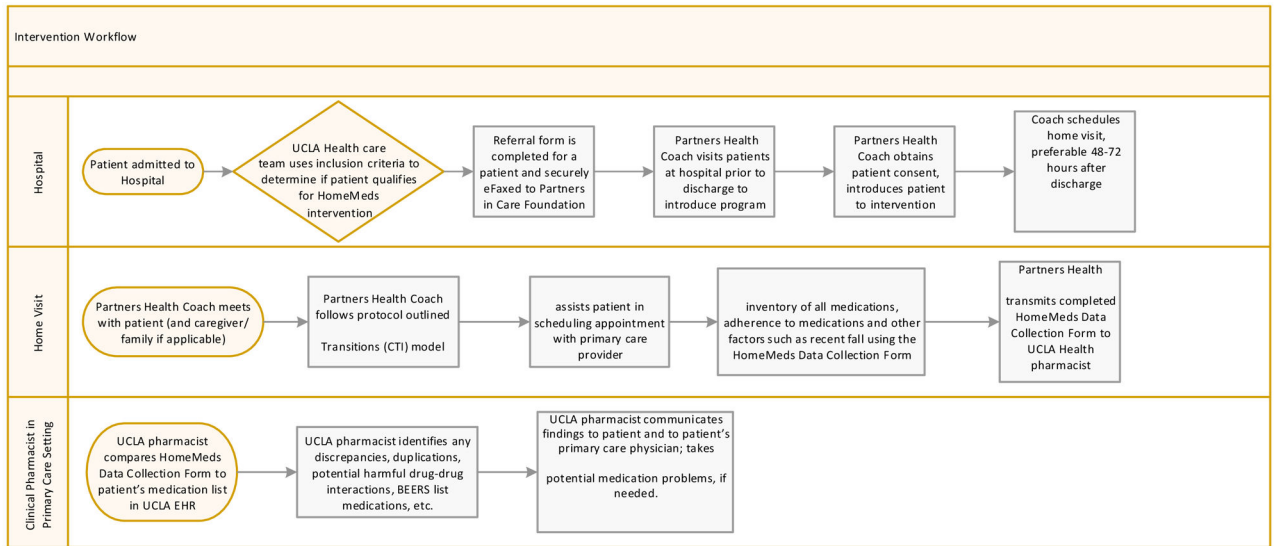 Intervention Workflow
Hospital
Patient admitted to
Hospital
UCLA Health care
team uses inclusion criteria to
determine if patient qualifies
for HomeMeds
intervention
Referral form is
completed for a
patient and securely
eFaxed to Partners
in Care Foundation
Partners Health
Coach visits patients
at hospital prior to
discharge to
introduce program
Partners Health
Coach obtains
patient consent,
introduces patient
to intervention
Coach schedules
home visit,
preferable 48-72
hours after
discharge
Home Visit
Partners Health Coach meets
with patient (and caregiver/
family if applicable)
Partners Health Coach
follows protocol outlined
Transitions (CTI) model
assists patient in
scheduling appointment
with primary care
provider
inventory of all medications,
adherence to medications and other
factors such as recent fall using the
HomeMeds Data Collection Form
Partners Health
transmits completed
HomeMeds Data
Collection Form to
UCLA Health
pharmacist
Clinical Pharmacist in
Primary Care Setting
UCLA pharmacist
compares HomeMeds
Data Collection Form to
patient's medication list
in UCLA EHR
UCLA pharmacist identifies any
discrepancies, duplications,
potential harmful drug-drug
interactions, BEERS list
medications, etc.
UCLA pharmacist communicates
findings to patient and to patient's
primary care physician; takes
potential medication problems, if
needed.